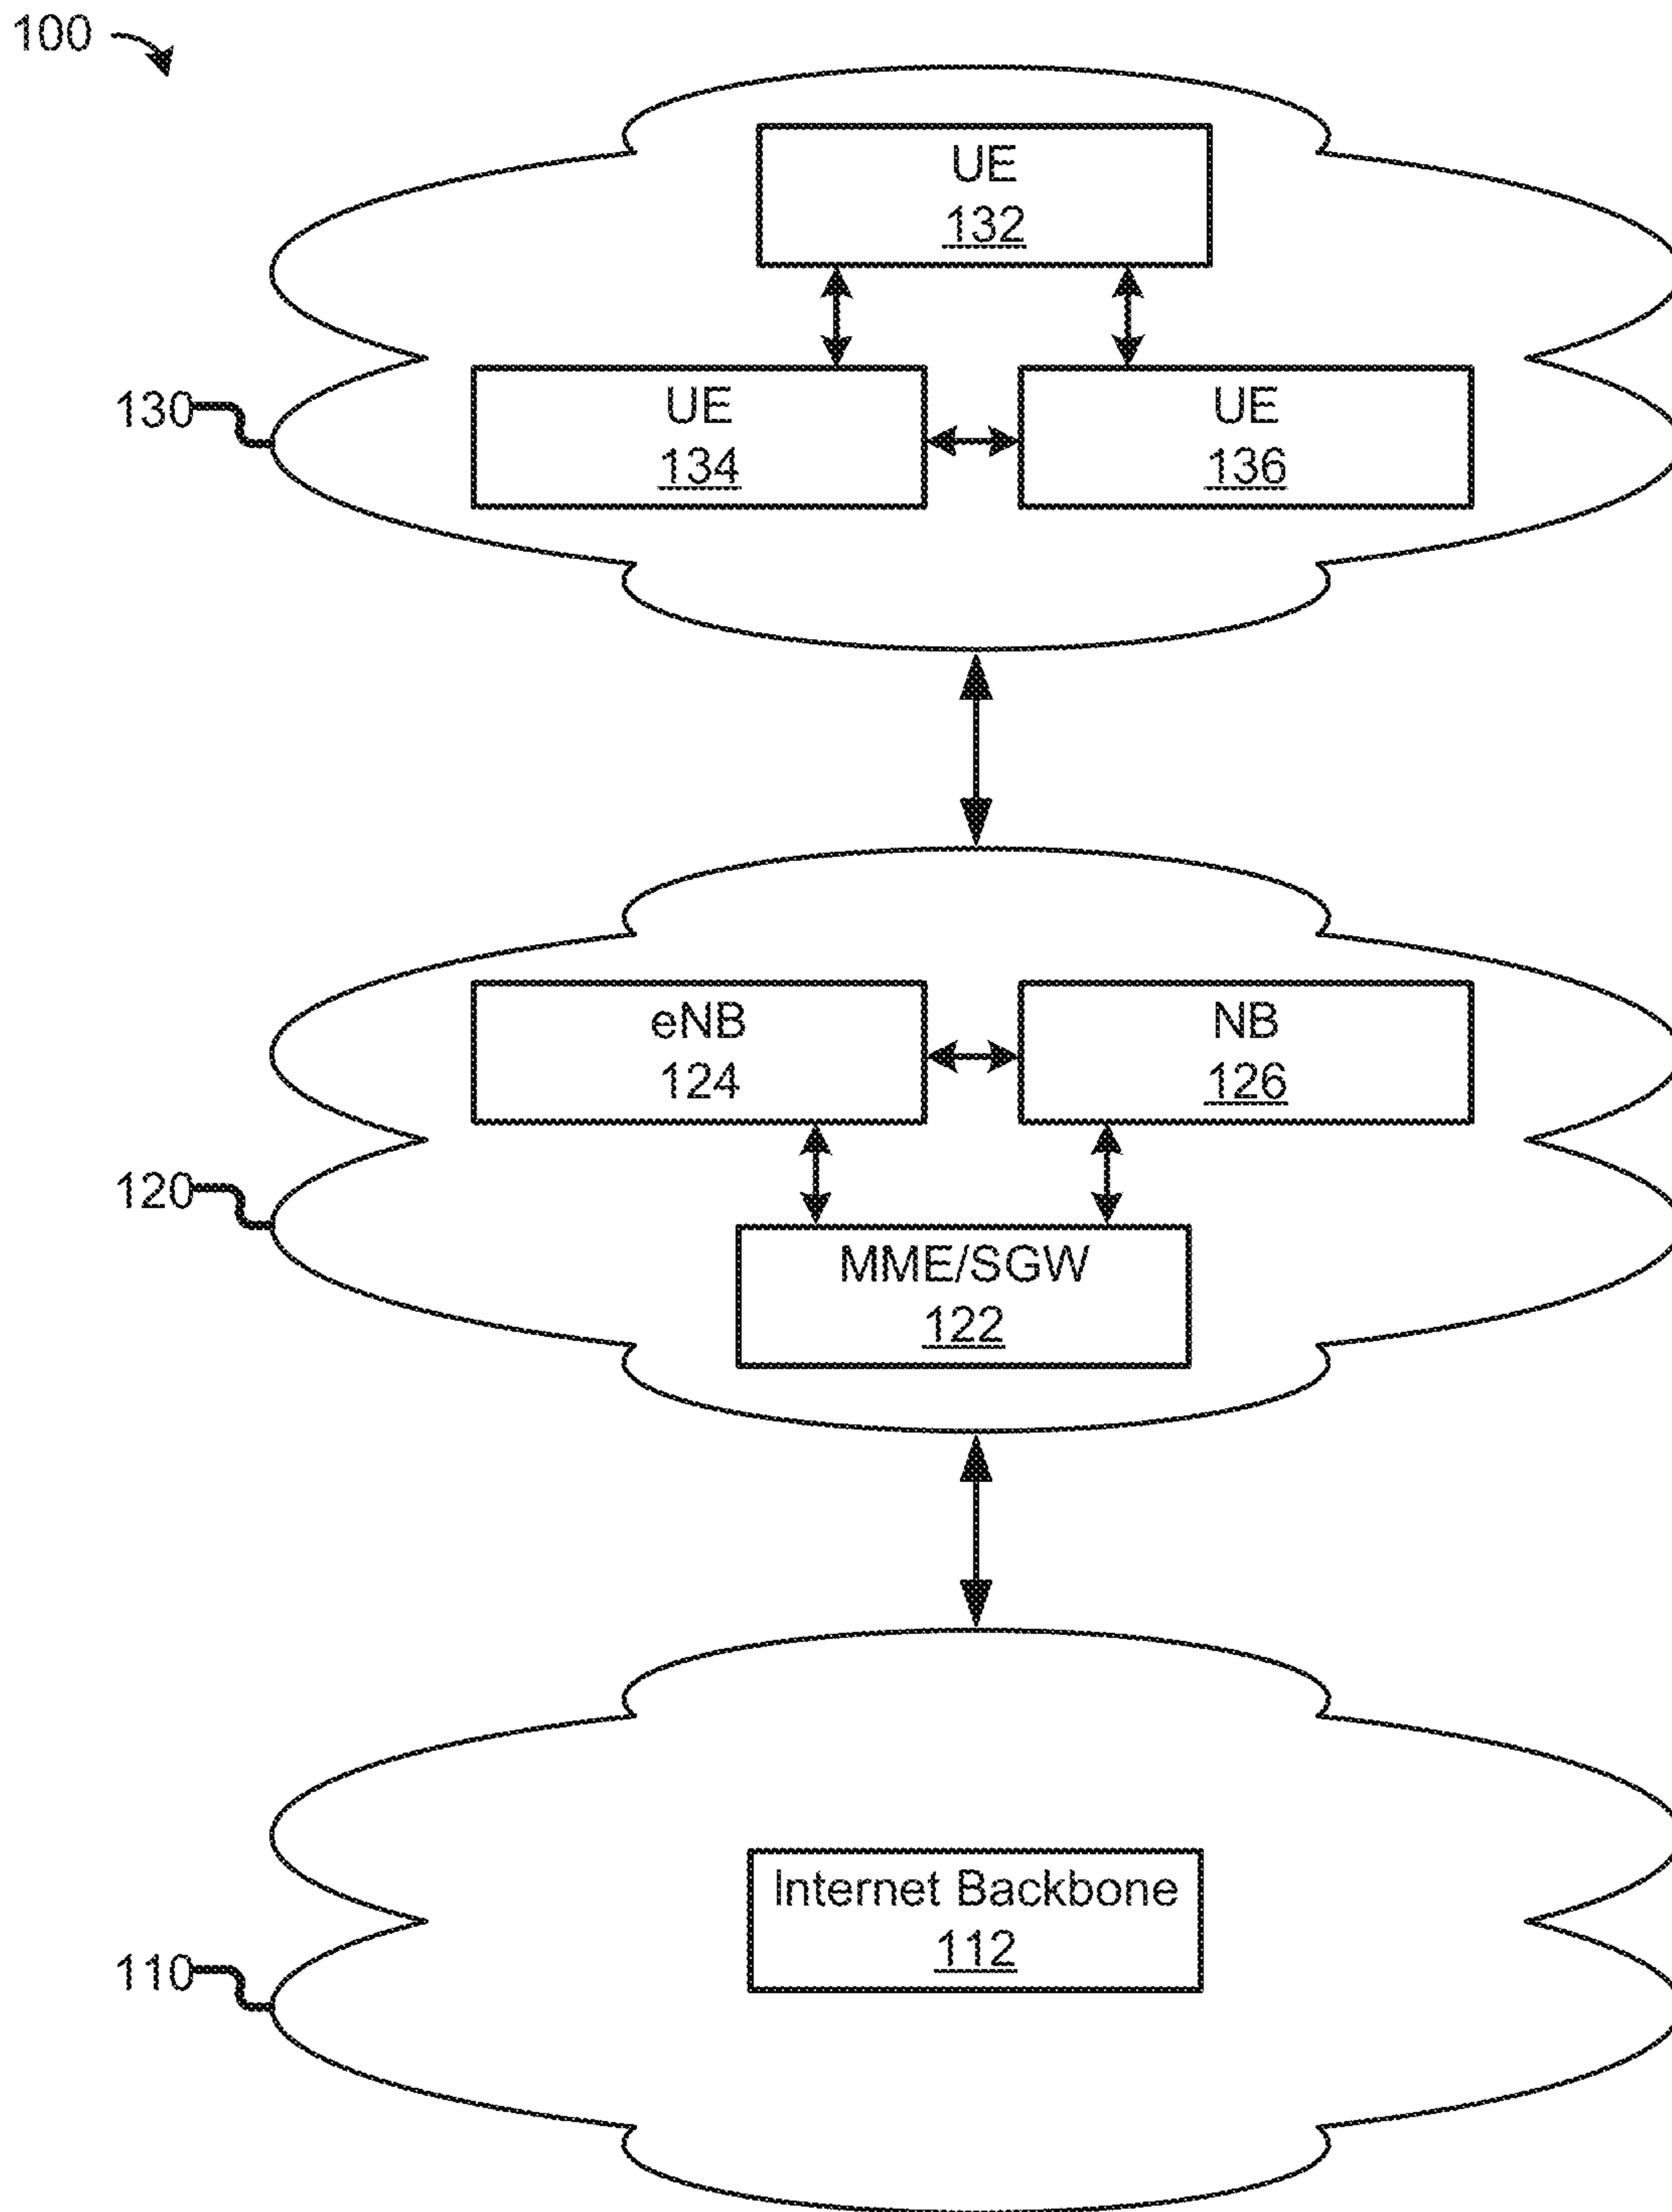 100
UE
132
UE
134
UE
136
130
eNB
124
NB
126
120
MME/SGW
122
Internet Backbone
112
110